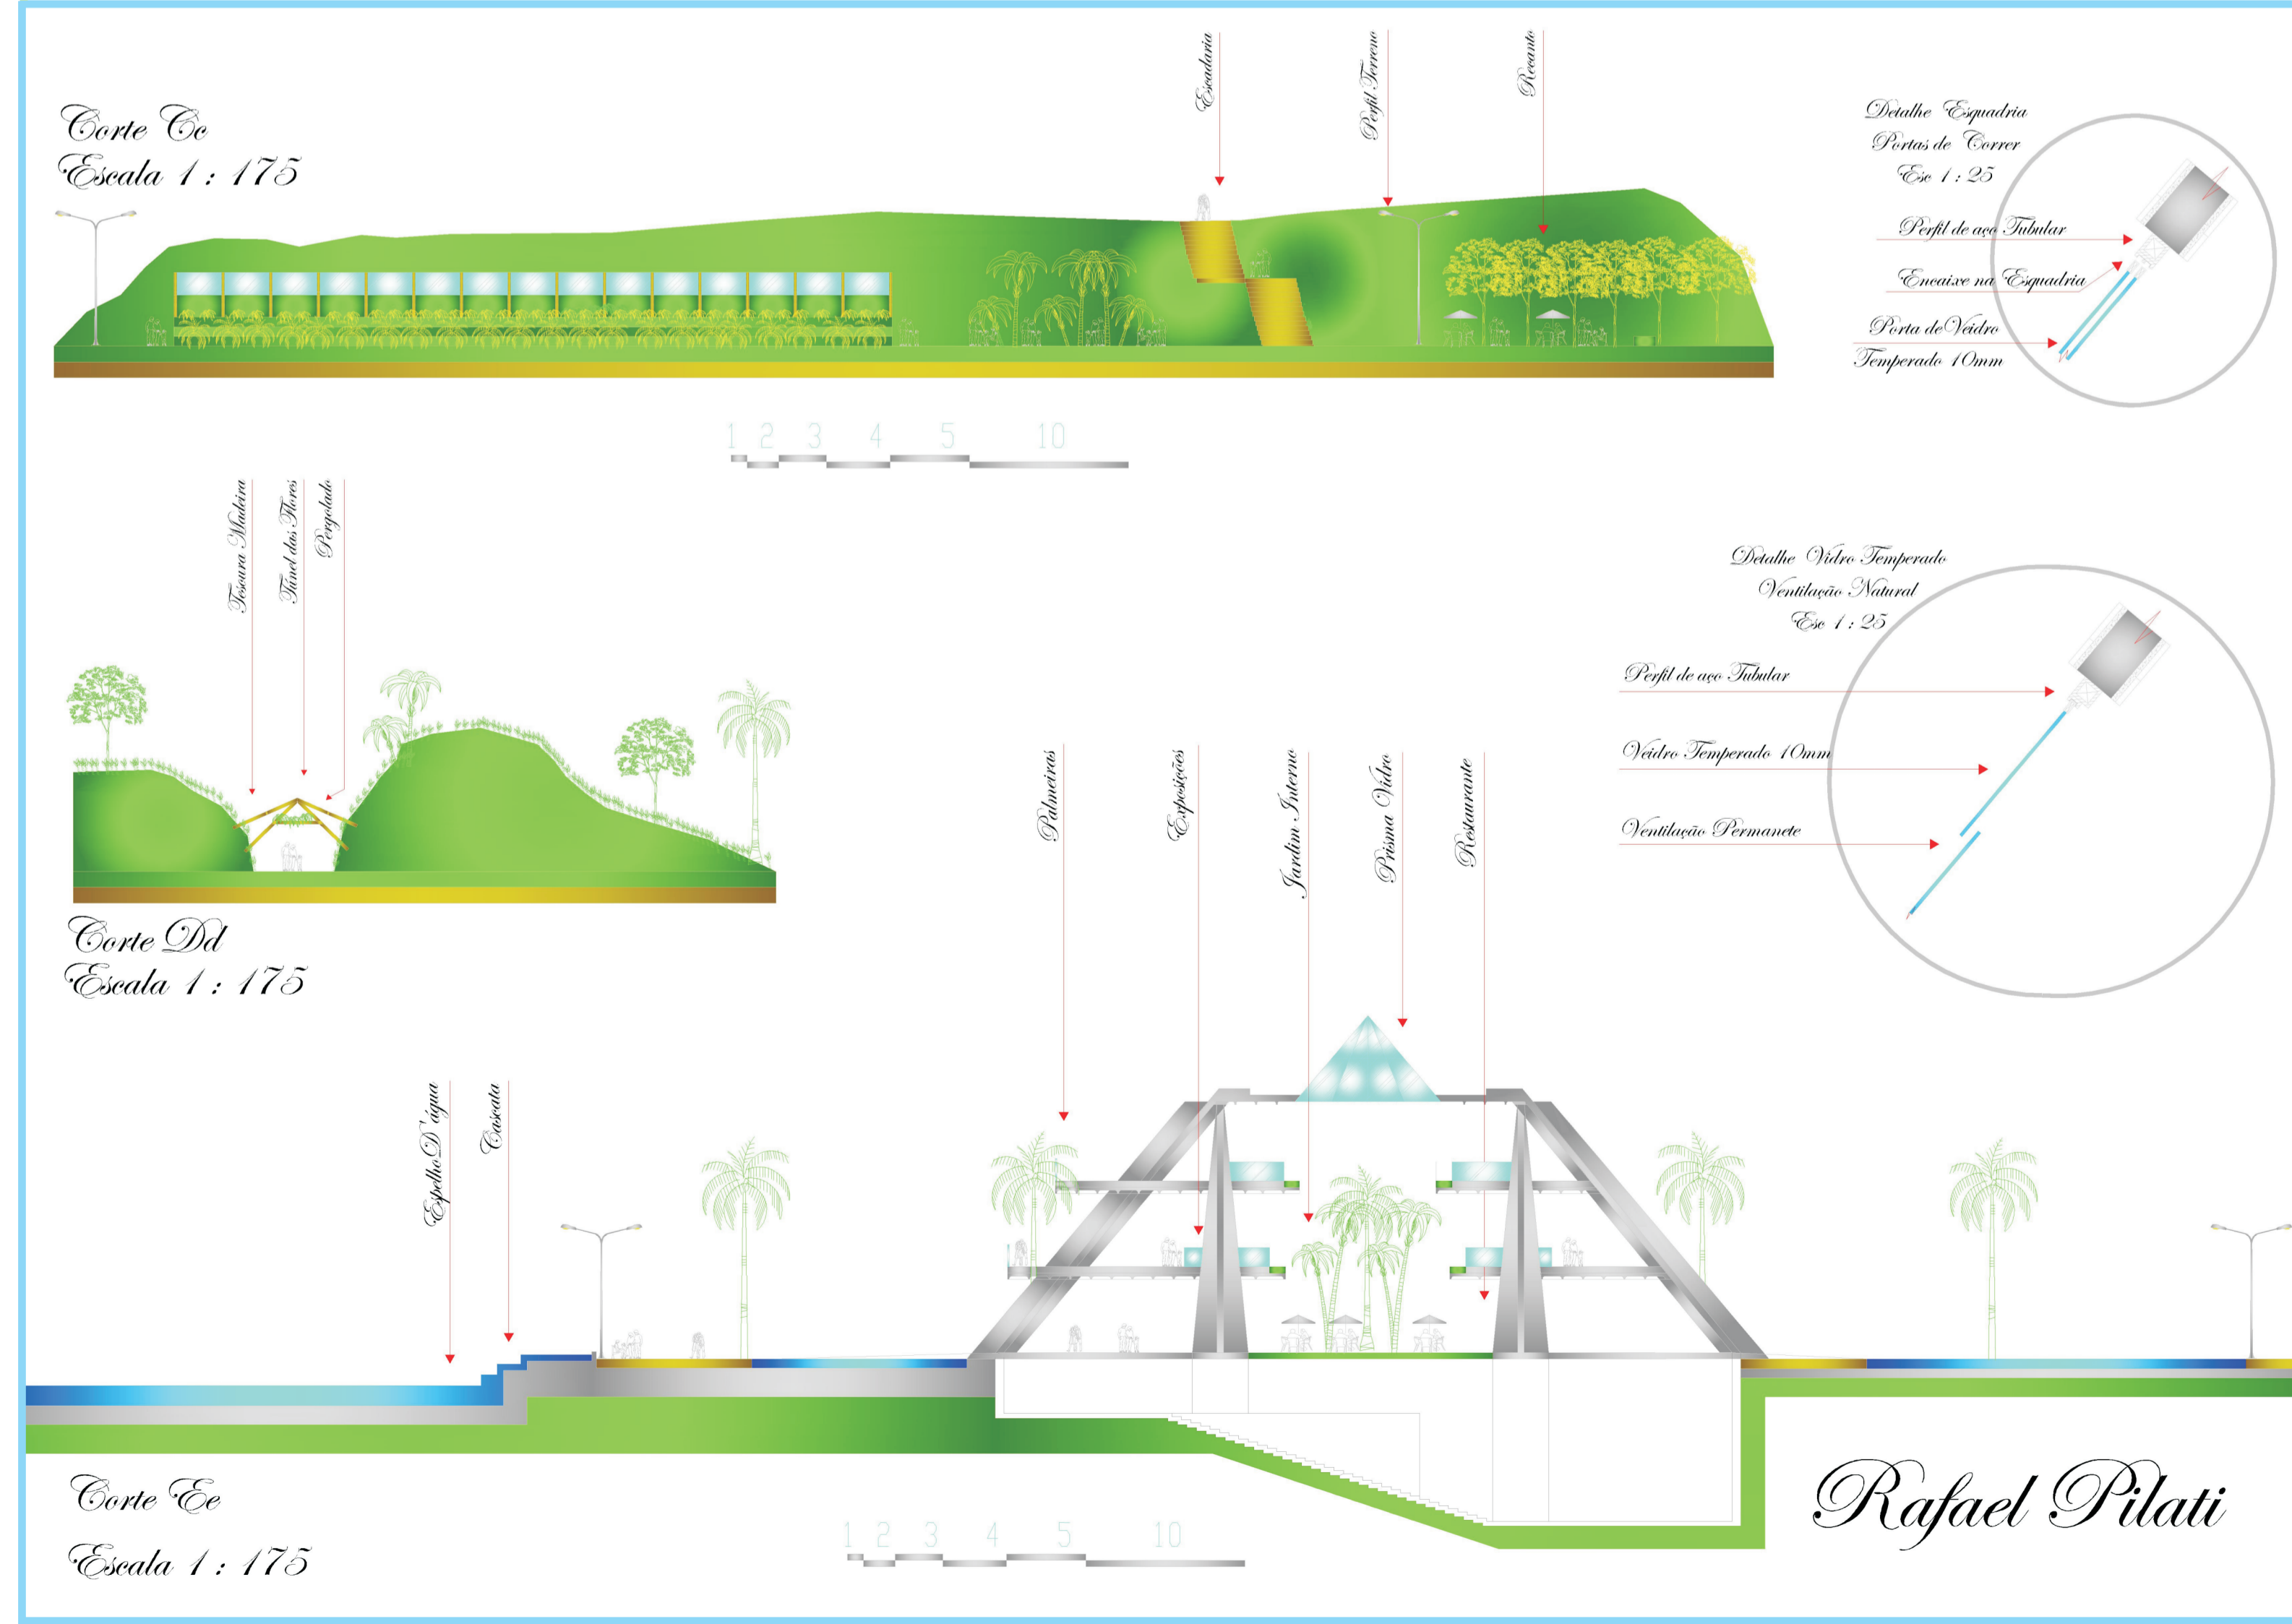 Corte Cc
Escala 1 : 175
Escadaria
Perfil Terreno
Recanto
Detalhe Esquadria
Portas de Correr
Esc 1 : 25
Perfil de aço Tubular
Encaixe na Esquadria
Porta de Veidro
Temperado 10mm
1 2 3 4 5 10
Tesoura Madeira
Túnel das Flores
Pergolado
Detalhe Vidro Temperado
Ventilação Natural
Esc 1 : 25
Perfil de aço Tubular
Veidro Temperado 10mm
Ventilação Permanete
Corte Dd
Escala 1 : 175
Palmeiras
Exposições
Jardim Interno
Prisma Vidro
Restaurante
Espelho D'água
Cascata
Corte Ee
Escala 1 : 175
1 2 3 4 5 10
Rafael Pilati